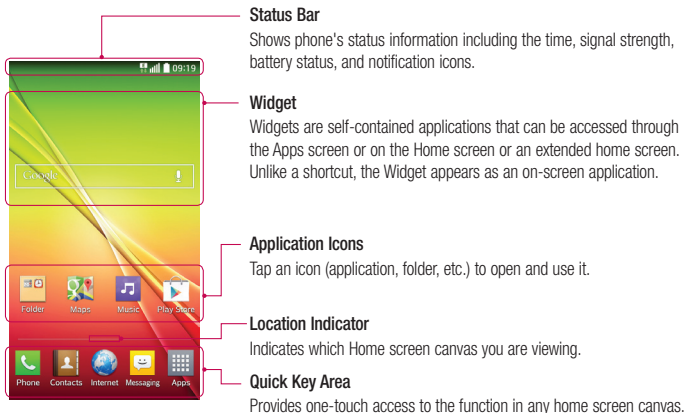 Status Bar
Shows phone's status information including the time, signal strength,
battery status, and notification icons.
09:19
Widget
Widgets are self-contained applications that can be accessed through
the Apps screen or on the Home screen or an extended home screen.
Unlike a shortcut, the Widget appears as an on-screen application.
Google
Application Icons
Tap an icon (application, folder, etc.) to open and use it.
Folder Maps Music Play Store
Location Indicator
Indicates which Home screen canvas you are viewing.
Phone Contacts Internet Messaging Apps
Quick Key Area
Provides one-touch access to the function in any home screen canvas.